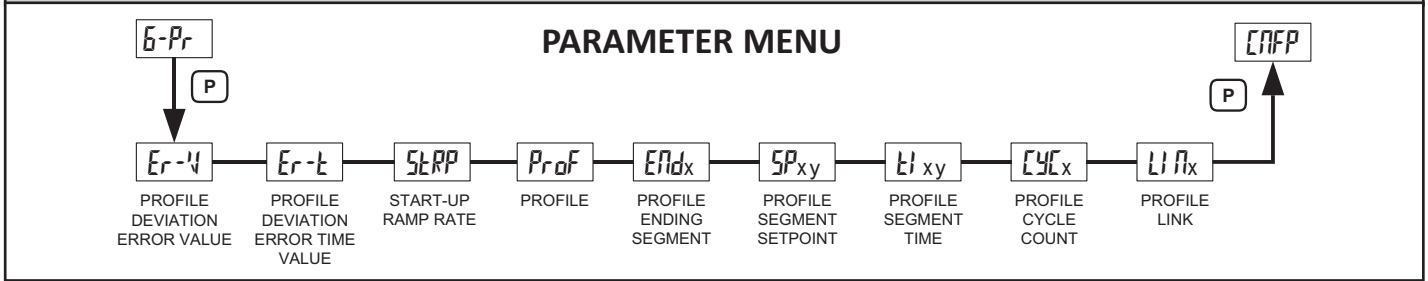 6-Pr
PARAMETER MENU
CNFP
P
P
Er-V
Er-t
StRP
ProF
ENdx
SPxy
tIxy
CYCx
LINx
PROFILE DEVIATION ERROR VALUE
PROFILE DEVIATION ERROR TIME VALUE
START-UP RAMP RATE
PROFILE
PROFILE ENDING SEGMENT
PROFILE SEGMENT SETPOINT
PROFILE SEGMENT TIME
PROFILE CYCLE COUNT
PROFILE LINK